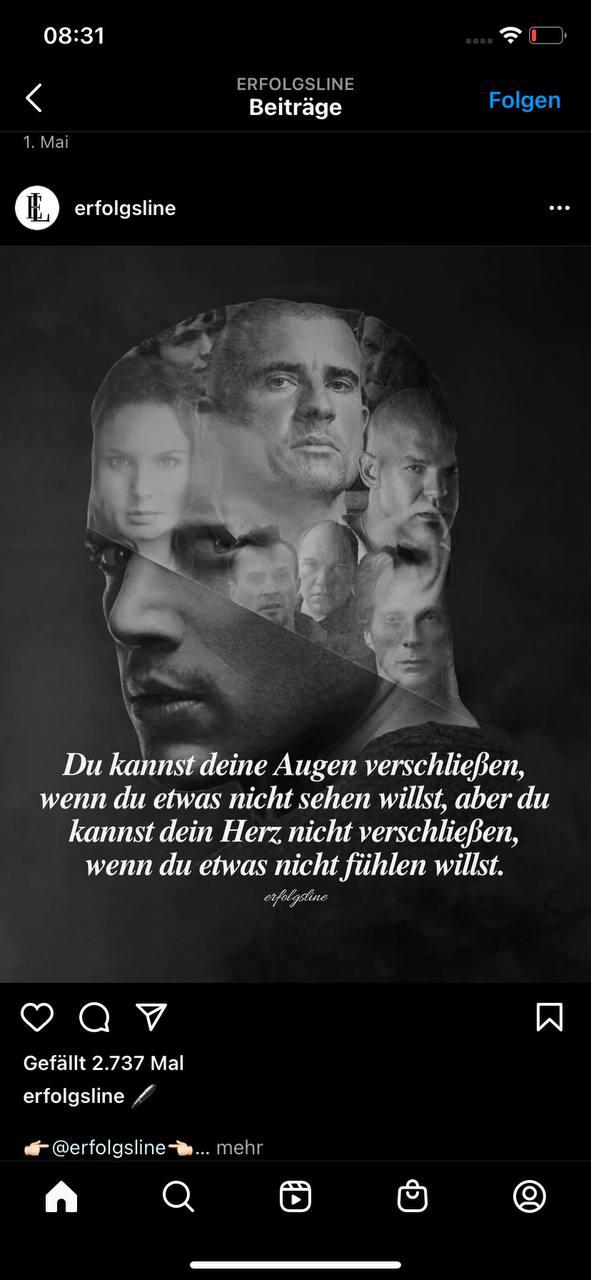 08:31
ERFOLGSLINE
Beiträge
Folgen
1. Mai
EL
erfolgsline
Du kannst deine Augen verschließen,
wenn du etwas nicht sehen willst, aber du
kannst dein Herz nicht verschließen,
wenn du etwas nicht fühlen willst.
erfolgsline
Gefällt 2.737 Mal
erfolgsline 🖋
👉🏻@erfolgsline👈🏻... mehr